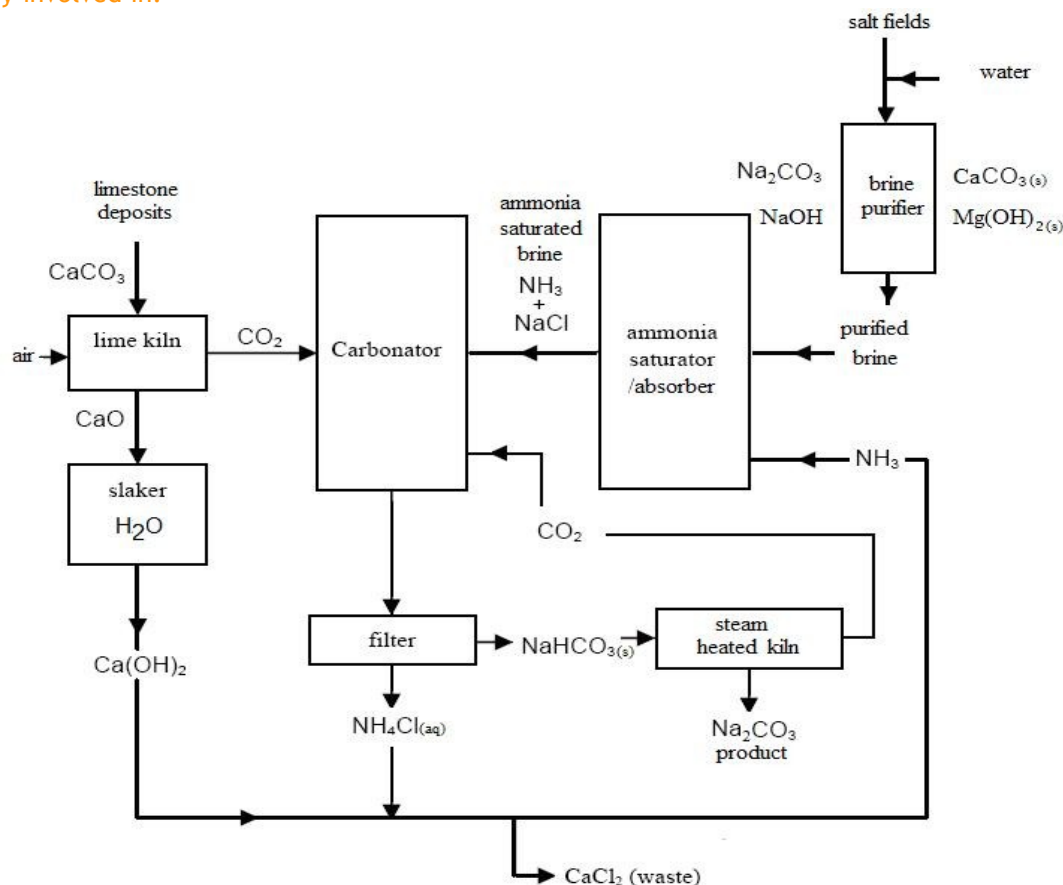 y involved in.
salt fields
water
Na₂CO₃
NaOH
brine
purifier
CaCO₃(s)
Mg(OH)₂(s)
limestone
deposits
CaCO₃
ammonia
saturated
brine
NH₃
+
NaCl
purified
brine
air
lime kiln
CO₂
Carbonator
ammonia
saturator
/absorber
CaO
NH₃
slaker
H₂O
CO₂
filter
NaHCO₃(s)
steam
heated kiln
Ca(OH)₂
NH₄Cl(aq)
Na₂CO₃
product
CaCl₂ (waste)